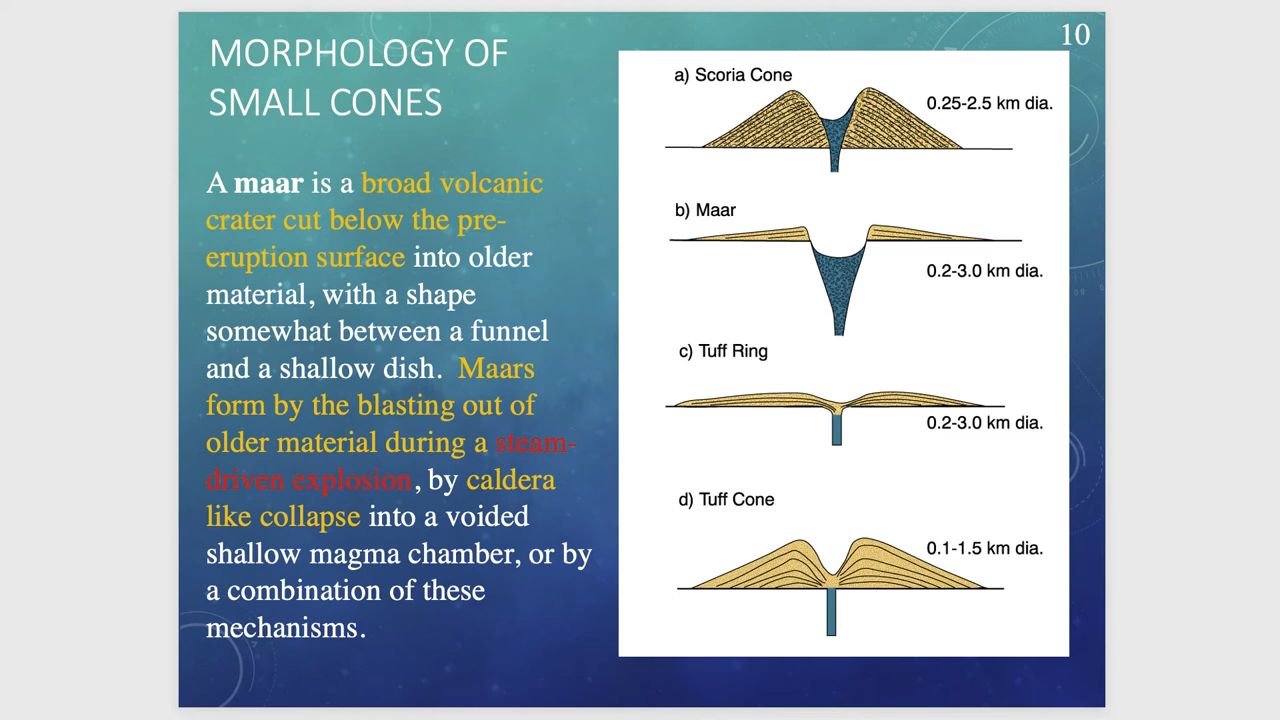 MORPHOLOGY OF
SMALL CONES
10
A maar is a broad volcanic
crater cut below the pre-
eruption surface into older
material, with a shape
somewhat between a funnel
and a shallow dish. Maars
form by the blasting out of
older material during a steam-
driven explosion, by caldera
like collapse into a voided
shallow magma chamber, or by
a combination of these
mechanisms.
a) Scoria Cone
0.25-2.5 km dia.
b) Maar
0.2-3.0 km dia.
c) Tuff Ring
0.2-3.0 km dia.
d) Tuff Cone
0.1-1.5 km dia.